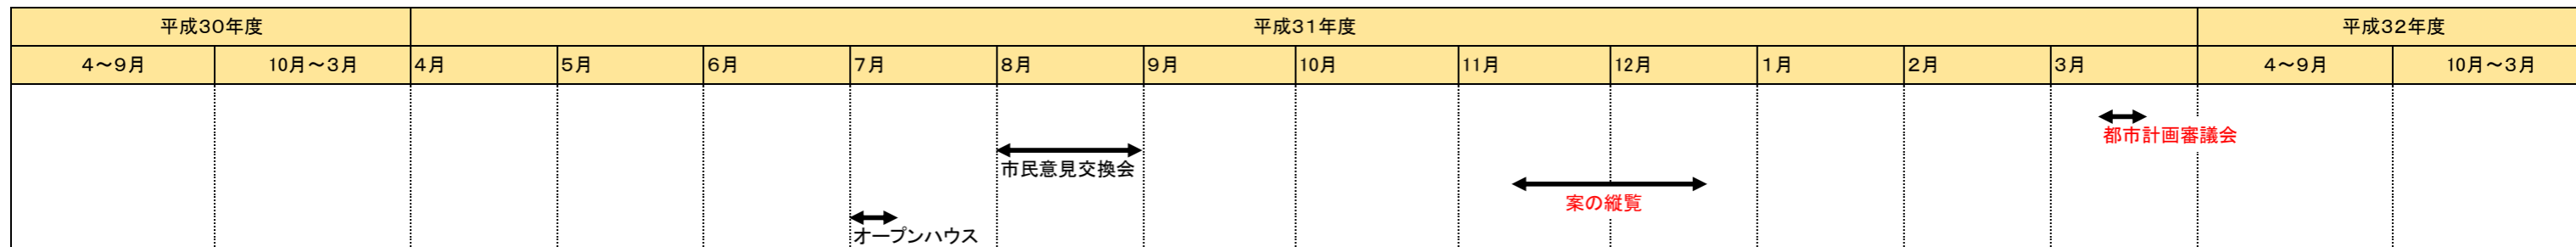 平成30年度 平成31年度 平成32年度
4～9月 10月～3月 4月 5月 6月 7月 8月 9月 10月 11月 12月 1月 2月 3月 4～9月 10月～3月
都市計画審議会
市民意見交換会
案の縦覧
オープンハウス